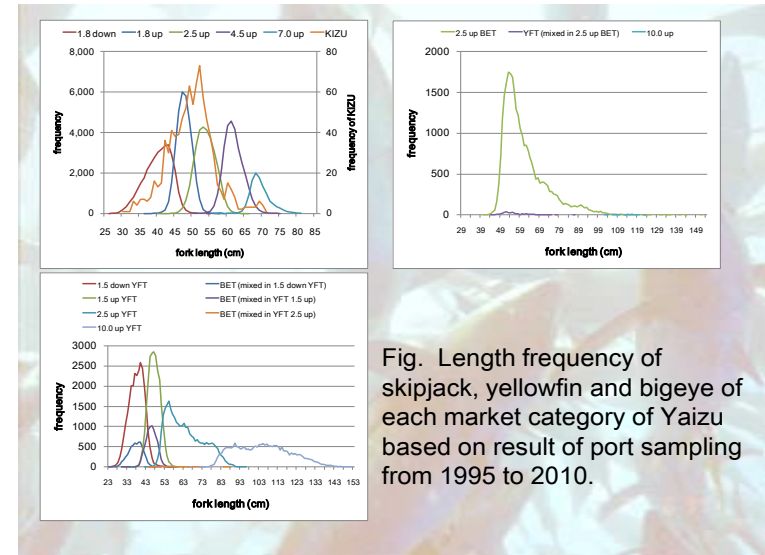 1.8 down 1.8 up 2.5 up 4.5 up 7.0 up KIZU
8,000 80
6,000 60
4,000 40
2,000 20
0 0
frequency
frequency of KIZU
25 30 35 40 45 50 55 60 65 70 75 80 85
fork length (cm)
2.5 up BET YFT (mixed in 2.5 up BET) 10.0 up
2000
1500
1000
500
0
frequency
29 39 49 59 69 79 89 99 109 119 129 139 149
fork length (cm)
1.5 down YFT BET (mixed in 1.5 down YFT)
1.5 up YFT BET (mixed in YFT 1.5 up)
2.5 up YFT BET (mixed in YFT 2.5 up)
10.0 up YFT
3000
2500
2000
1500
1000
500
0
frequency
23 33 43 53 63 73 83 93 103 113 123 133 143 153
fork length (cm)
Fig. Length frequency of
skipjack, yellowfin and bigeye of
each market category of Yaizu
based on result of port sampling
from 1995 to 2010.